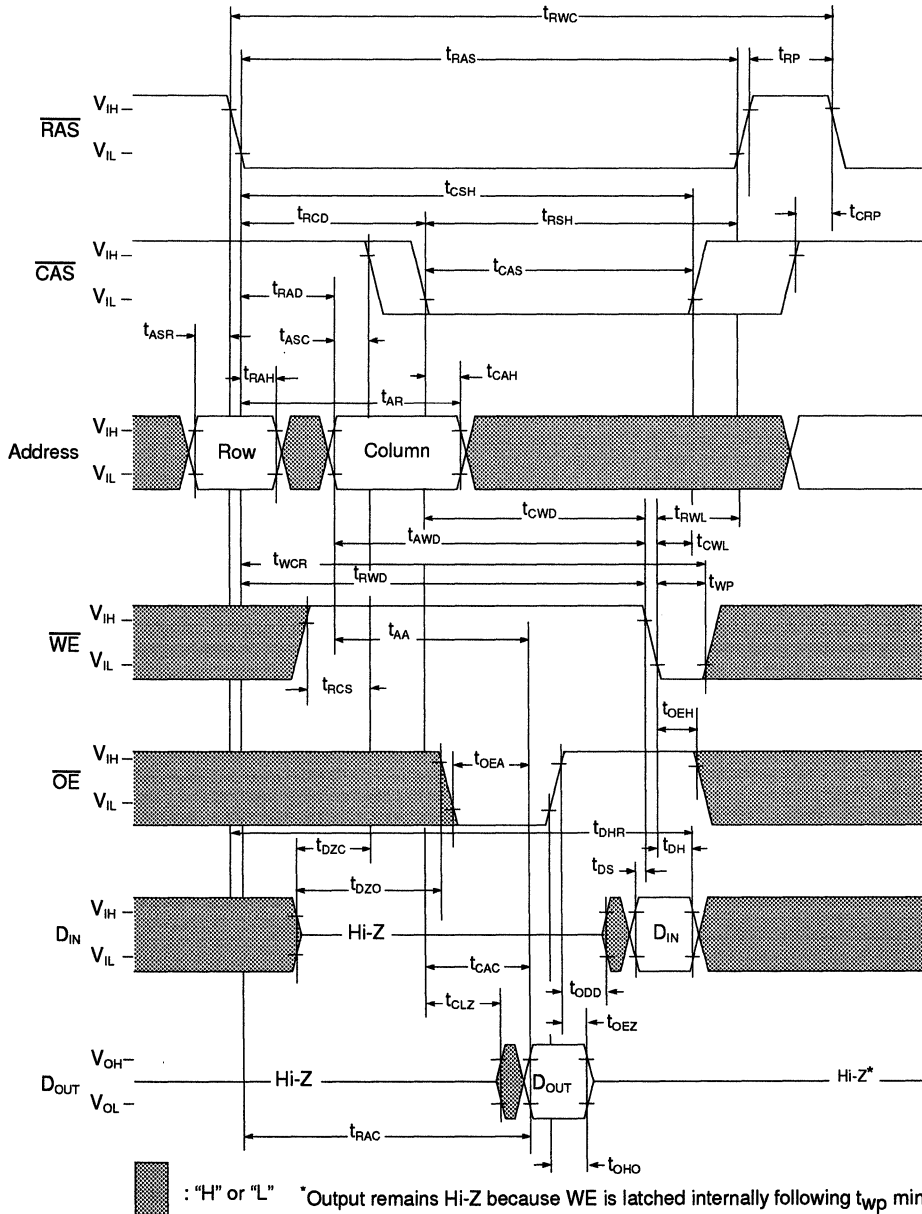 tRWC
tRAS
tRP
RAS
VIH
VIL
tCSH
tRCD
tRSH
tCRP
CAS
VIH
VIL
tCAS
tRAD
tASR
tASC
tRAH
tCAH
tAR
Address
VIH
VIL
Row
Column
tCWD
tRWL
tAWD
tCWL
tWCR
tRWD
tWP
WE
VIH
VIL
tAA
tRCS
tOEH
OE
VIH
VIL
tOEA
tDHR
tDZC
tDH
tDS
tDZO
DIN
VIH
VIL
Hi-Z
DIN
tCAC
tODD
tCLZ
tOEZ
DOUT
VOH
VOL
Hi-Z
DOUT
Hi-Z*
tRAC
tOHO
: “H” or “L”
*Output remains Hi-Z because WE is latched internally following twp min